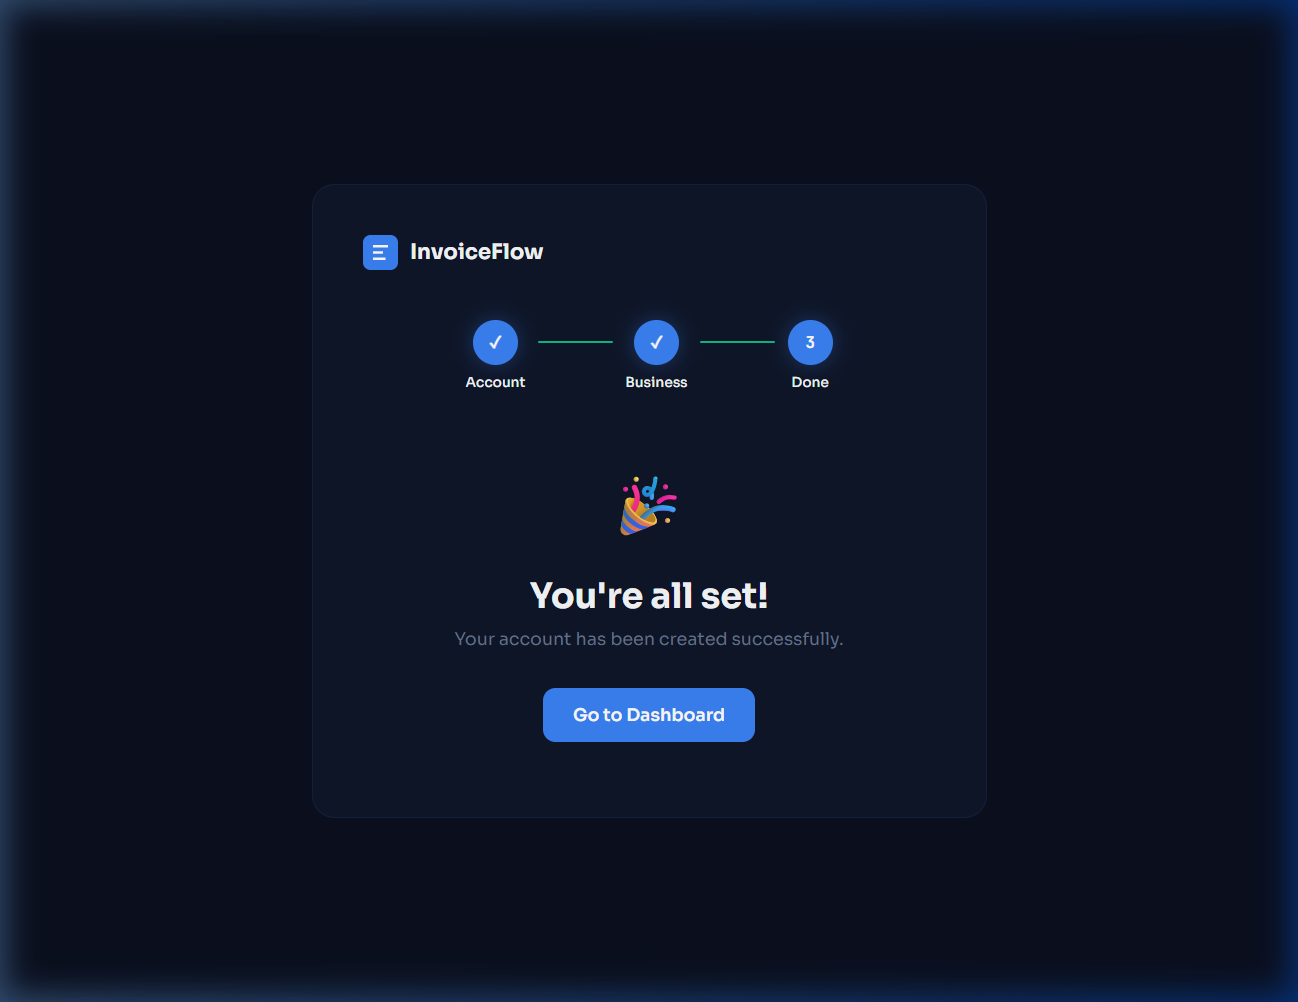 InvoiceFlow
✓ ✓ 3
Account Business Done
You're all set!
Your account has been created successfully.
Go to Dashboard